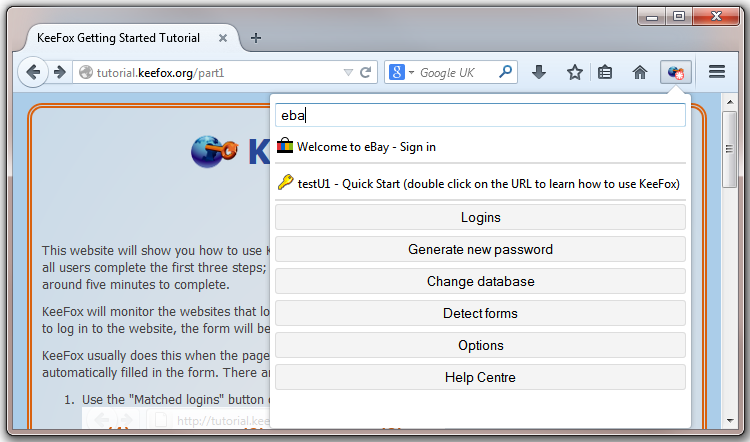 KeeFox Getting Started Tutorial
tutorial.keefox.org/part1
Google UK
eba
Welcome to eBay - Sign in
testU1 - Quick Start (double click on the URL to learn how to use KeeFox)
Logins
Generate new password
Change database
Detect forms
Options
Help Centre
K
This website will show you how to use K
all users complete the first three steps;
around five minutes to complete.
KeeFox will monitor the websites that lo
to log in to the website, the form will be
KeeFox usually does this when the page
automatically filled in the form. There ar
1. Use the "Matched logins" button
http://tutorial.kee